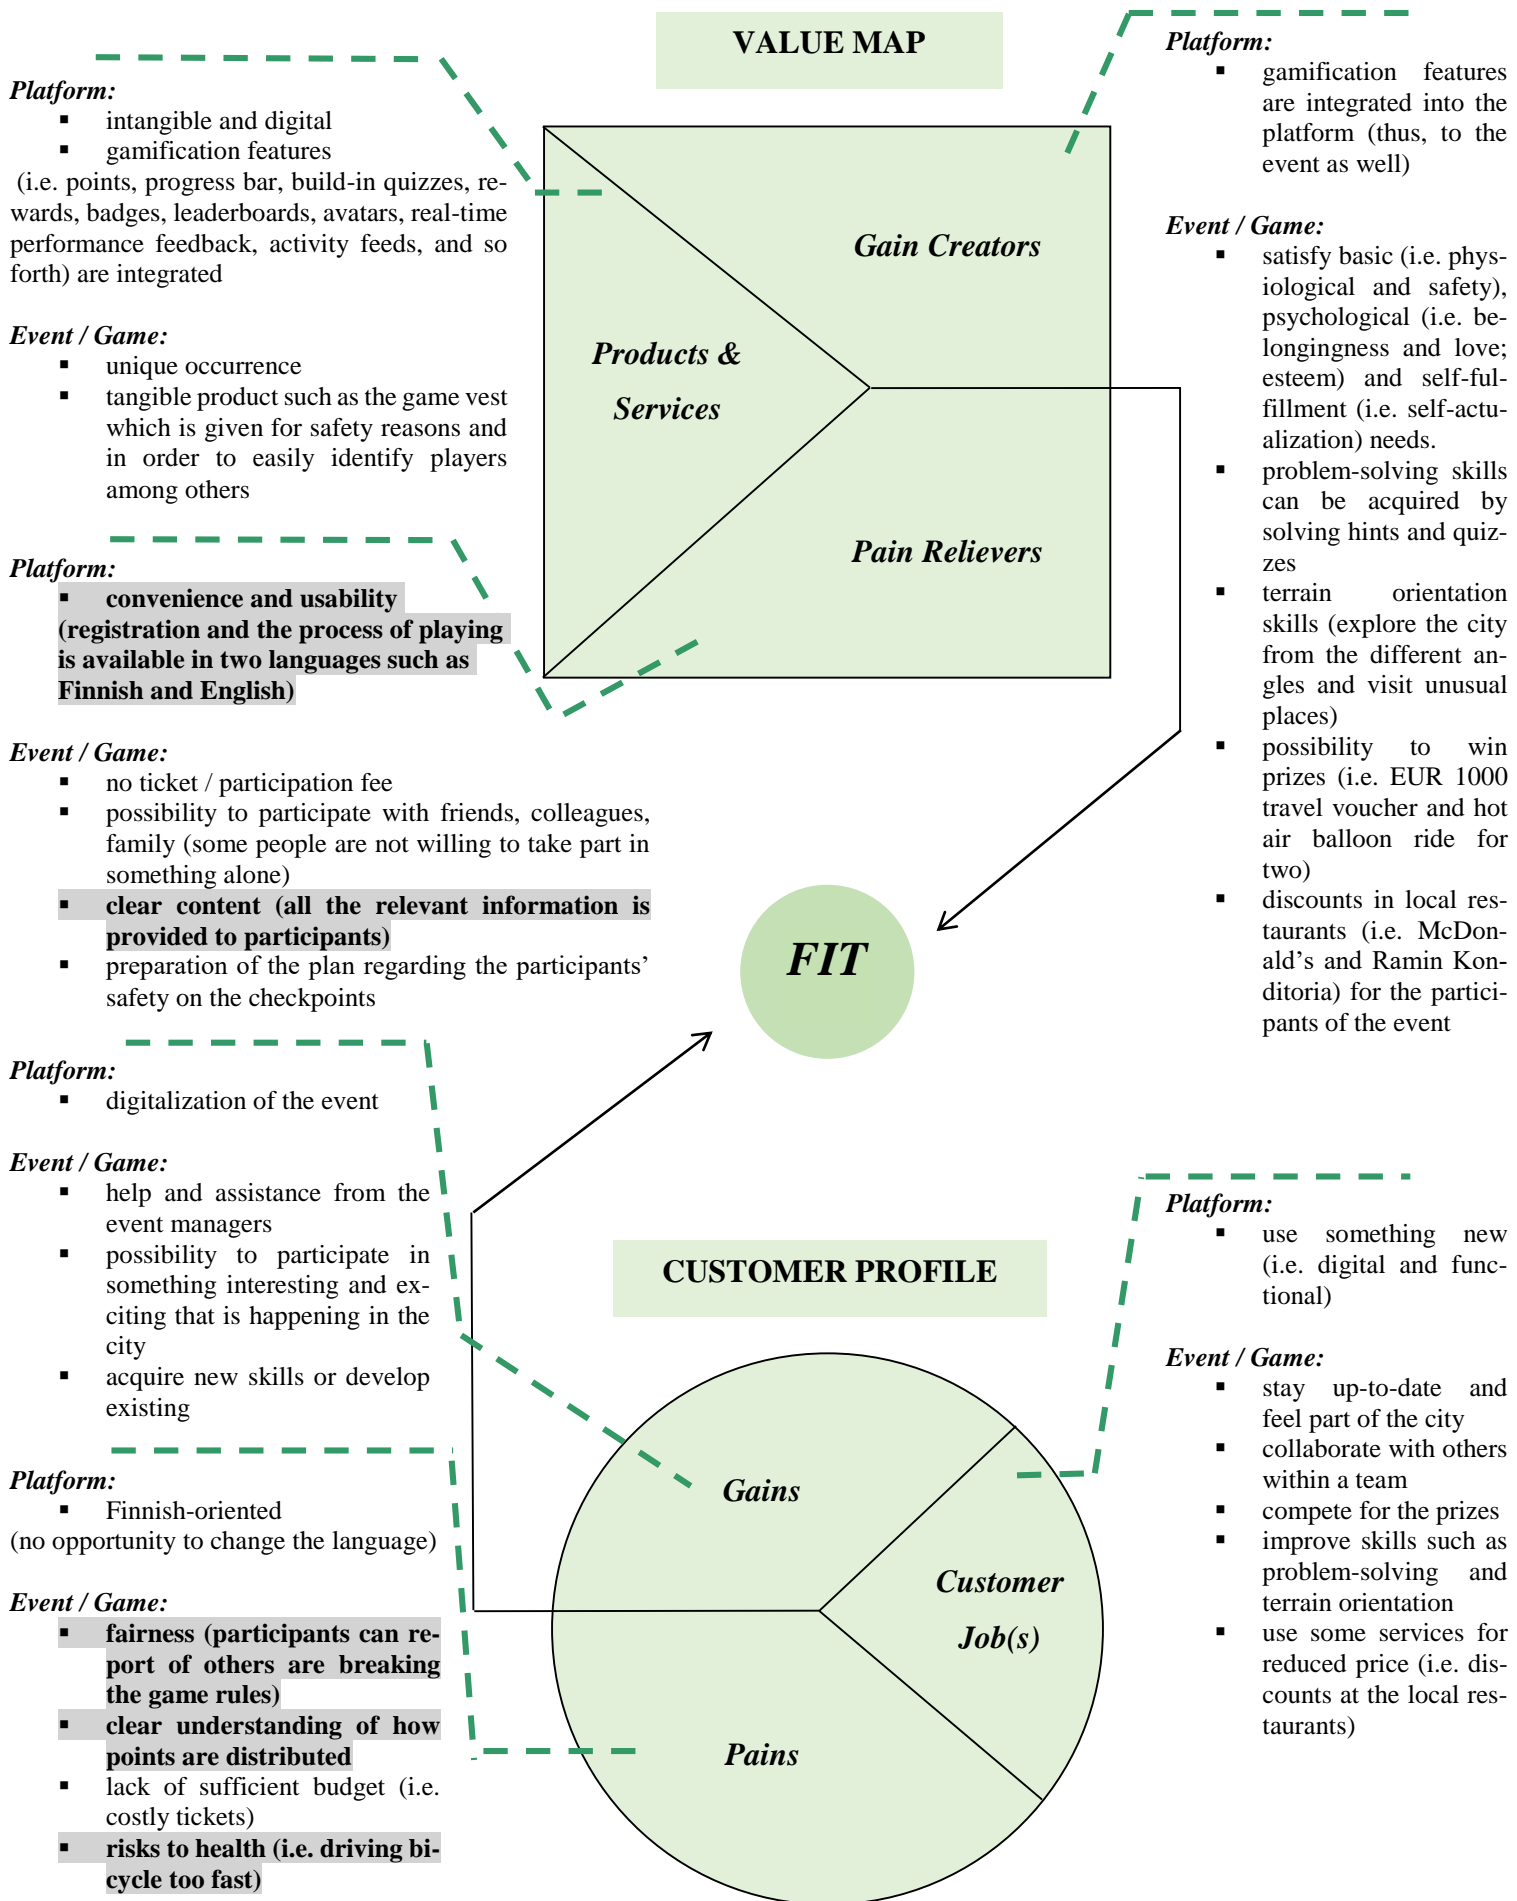 VALUE MAP
Platform:
▪ intangible and digital
▪ gamification features
(i.e. points, progress bar, build-in quizzes, re-
wards, badges, leaderboards, avatars, real-time
performance feedback, activity feeds, and so
forth) are integrated
Event / Game:
▪ unique occurrence
▪ tangible product such as the game vest
which is given for safety reasons and
in order to easily identify players
among others
Products &
Services
Gain Creators
Pain Relievers
Platform:
▪ gamification features
are integrated into the
platform (thus, to the
event as well)
Event / Game:
▪ satisfy basic (i.e. phys-
iological and safety),
psychological (i.e. be-
longingness and love;
esteem) and self-ful-
fillment (i.e. self-actu-
alization) needs.
▪ problem-solving skills
can be acquired by
solving hints and quiz-
zes
▪ terrain orientation
skills (explore the city
from the different an-
gles and visit unusual
places)
▪ possibility to win
prizes (i.e. EUR 1000
travel voucher and hot
air balloon ride for
two)
▪ discounts in local res-
taurants (i.e. McDon-
ald’s and Ramin Kon-
ditoria) for the partici-
pants of the event
Platform:
▪ convenience and usability
(registration and the process of playing
is available in two languages such as
Finnish and English)
Event / Game:
▪ no ticket / participation fee
▪ possibility to participate with friends, colleagues,
family (some people are not willing to take part in
something alone)
▪ clear content (all the relevant information is
provided to participants)
▪ preparation of the plan regarding the participants’
safety on the checkpoints
FIT
Platform:
▪ digitalization of the event
Event / Game:
▪ help and assistance from the
event managers
▪ possibility to participate in
something interesting and ex-
citing that is happening in the
city
▪ acquire new skills or develop
existing
CUSTOMER PROFILE
Gains
Customer
Job(s)
Pains
Platform:
▪ use something new
(i.e. digital and func-
tional)
Event / Game:
▪ stay up-to-date and
feel part of the city
▪ collaborate with others
within a team
▪ compete for the prizes
▪ improve skills such as
problem-solving and
terrain orientation
▪ use some services for
reduced price (i.e. dis-
counts at the local res-
taurants)
Platform:
▪ Finnish-oriented
(no opportunity to change the language)
Event / Game:
▪ fairness (participants can re-
port of others are breaking
the game rules)
▪ clear understanding of how
points are distributed
▪ lack of sufficient budget (i.e.
costly tickets)
▪ risks to health (i.e. driving bi-
cycle too fast)